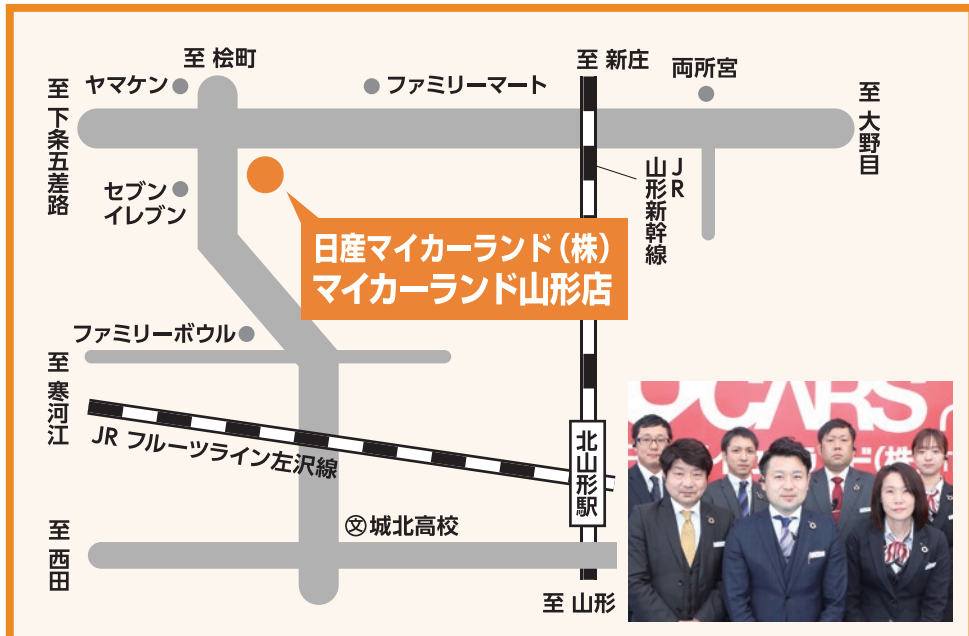 至 桧町
至 新庄
両所宮
ヤマケン
ファミリーマート
至 下条五差路
至 大野目
セブン
イレブン
JR
山形新幹線
日産マイカーランド（株）
マイカーランド山形店
ファミリーボウル
至 寒河江
JR フルーツライン左沢線
北山形駅
文 城北高校
至 西田
至 山形
CARS